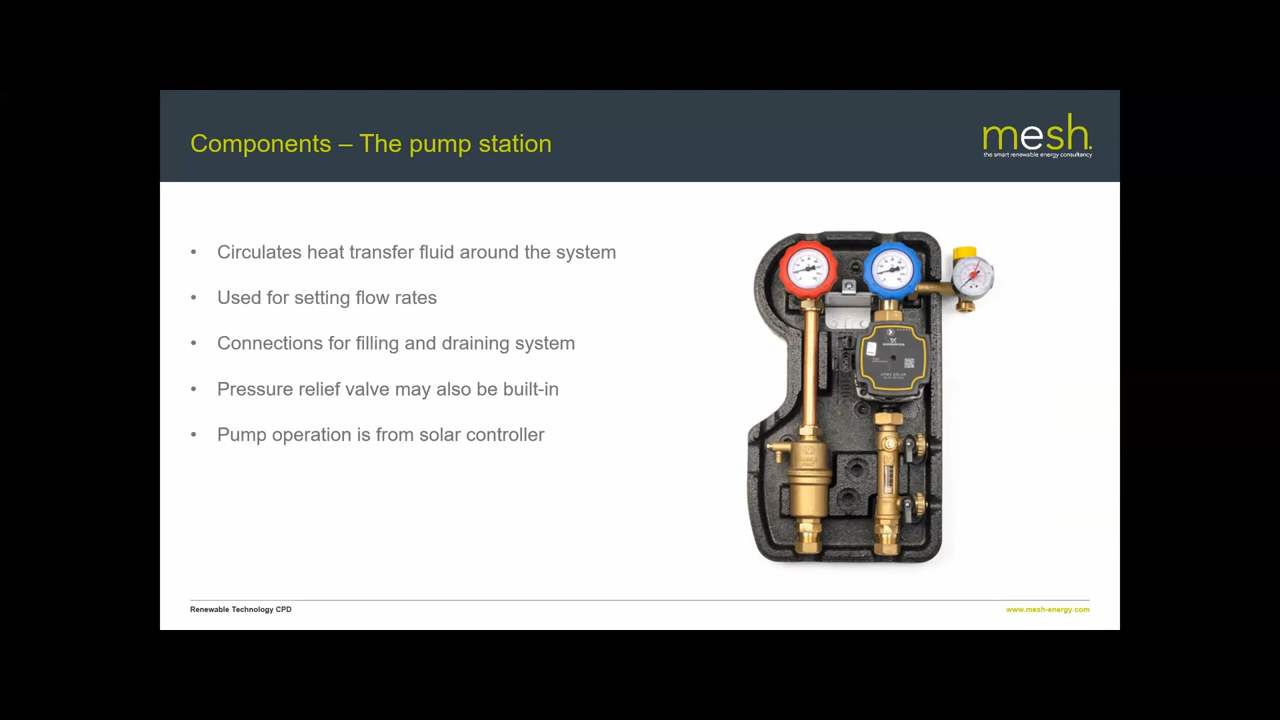 Components – The pump station
mesh.
the smart renewable energy consultancy
• Circulates heat transfer fluid around the system
• Used for setting flow rates
• Connections for filling and draining system
• Pressure relief valve may also be built-in
• Pump operation is from solar controller
Renewable Technology CPD
www.mesh-energy.com